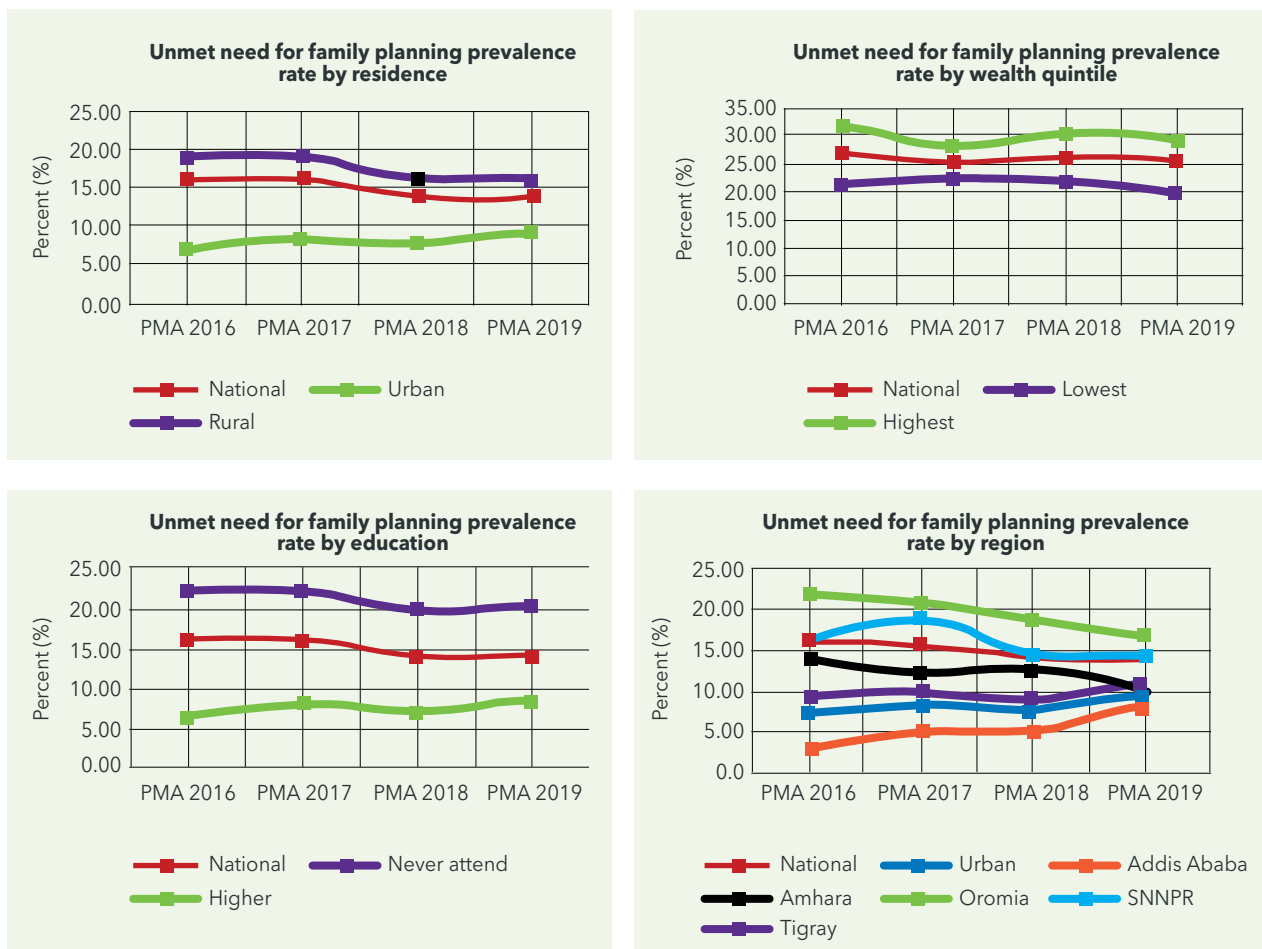 Unmet need for family planning prevalence
rate by residence
25.00
20.00
15.00
10.00
5.00
0.00
Percent (%)
PMA 2016 PMA 2017 PMA 2018 PMA 2019
National Urban
Rural
Unmet need for family planning prevalence
rate by wealth quintile
35.00
30.00
25.00
20.00
15.00
10.00
5.00
0.00
Percent (%)
PMA 2016 PMA 2017 PMA 2018 PMA 2019
National Lowest
Highest
Unmet need for family planning prevalence
rate by education
25.00
20.00
15.00
10.00
5.00
0.00
Percent (%)
PMA 2016 PMA 2017 PMA 2018 PMA 2019
National Never attend
Higher
Unmet need for family planning prevalence
rate by region
25.00
20.00
15.00
10.00
5.00
0.0
Percent (%)
PMA 2016 PMA 2017 PMA 2018 PMA 2019
National Urban Addis Ababa
Amhara Oromia SNNPR
Tigray